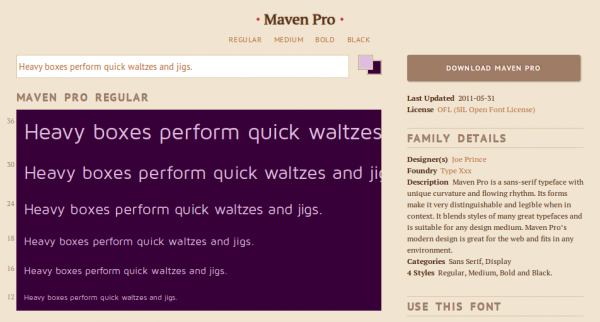 • Maven Pro •
REGULAR MEDIUM BOLD BLACK
Heavy boxes perform quick waltzes and jigs.
MAVEN PRO REGULAR
36 Heavy boxes perform quick waltzes
30 Heavy boxes perform quick waltzes and jig
24 Heavy boxes perform quick waltzes and jigs.
18 Heavy boxes perform quick waltzes and jigs.
16 Heavy boxes perform quick waltzes and jigs.
12 Heavy boxes perform quick waltzes and jigs.
DOWNLOAD MAVEN PRO
Last Updated 2011-05-31
License OFL (SIL Open Font License)
FAMILY DETAILS
Designer(s) Joe Prince
Foundry Type Xxx
Description Maven Pro is a sans-serif typeface with
unique curvature and flowing rhythm. Its forms
make it very distinguishable and legible when in
context. It blends styles of many great typefaces and
is suitable for any design medium. Maven Pro's
modern design is great for the web and fits in any
environment.
Categories Sans Serif, Display
4 Styles Regular, Medium, Bold and Black.
USE THIS FONT